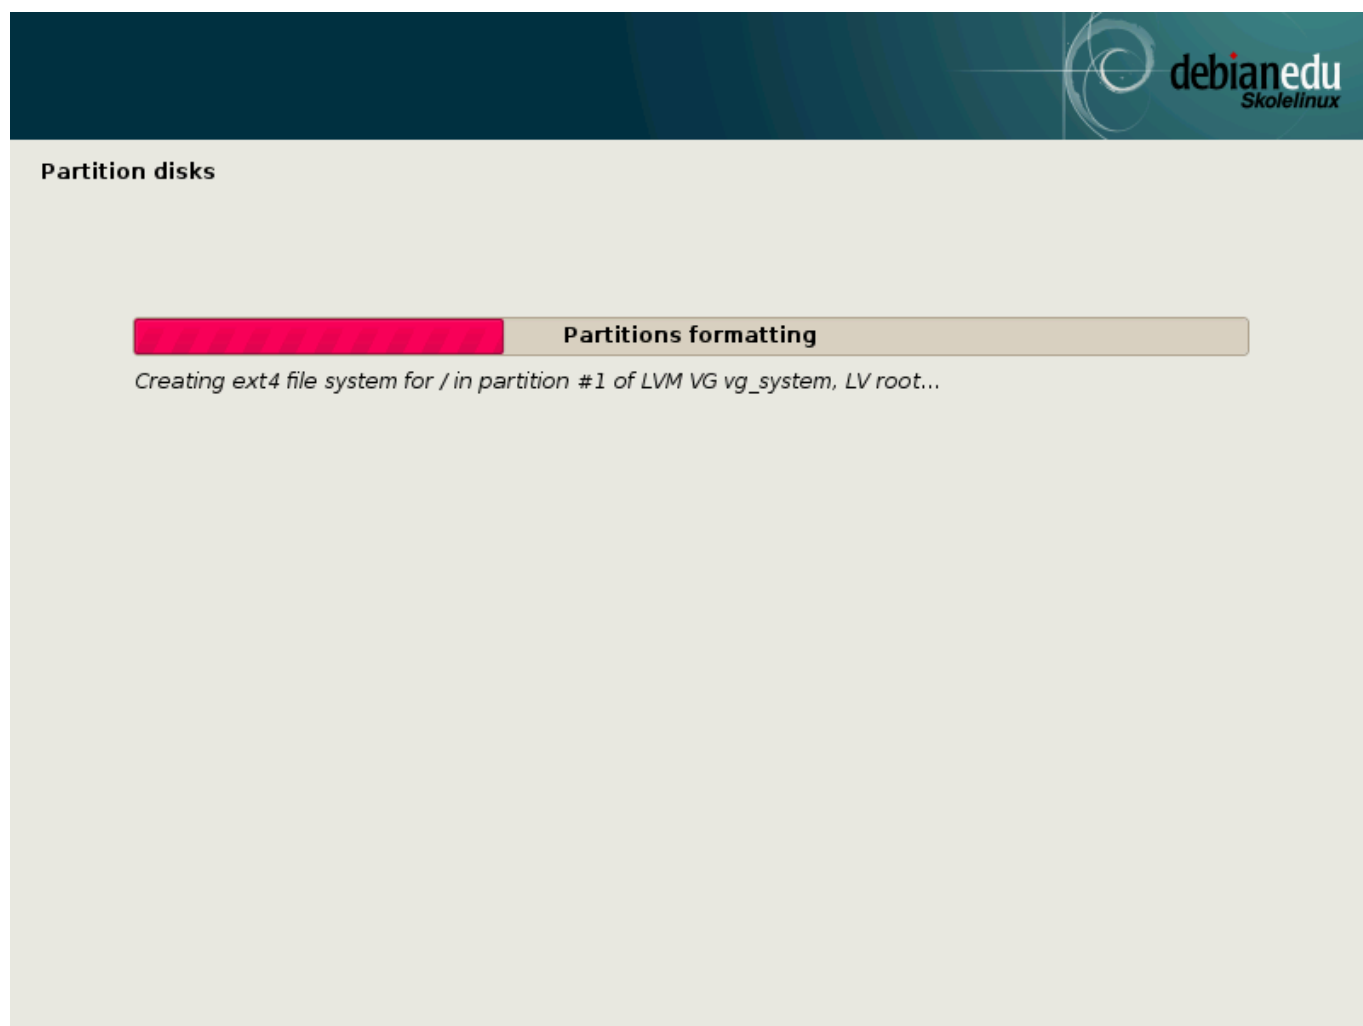 debianedu
Skolelinux
Partition disks
Partitions formatting
Creating ext4 file system for / in partition #1 of LVM VG vg_system, LV root...